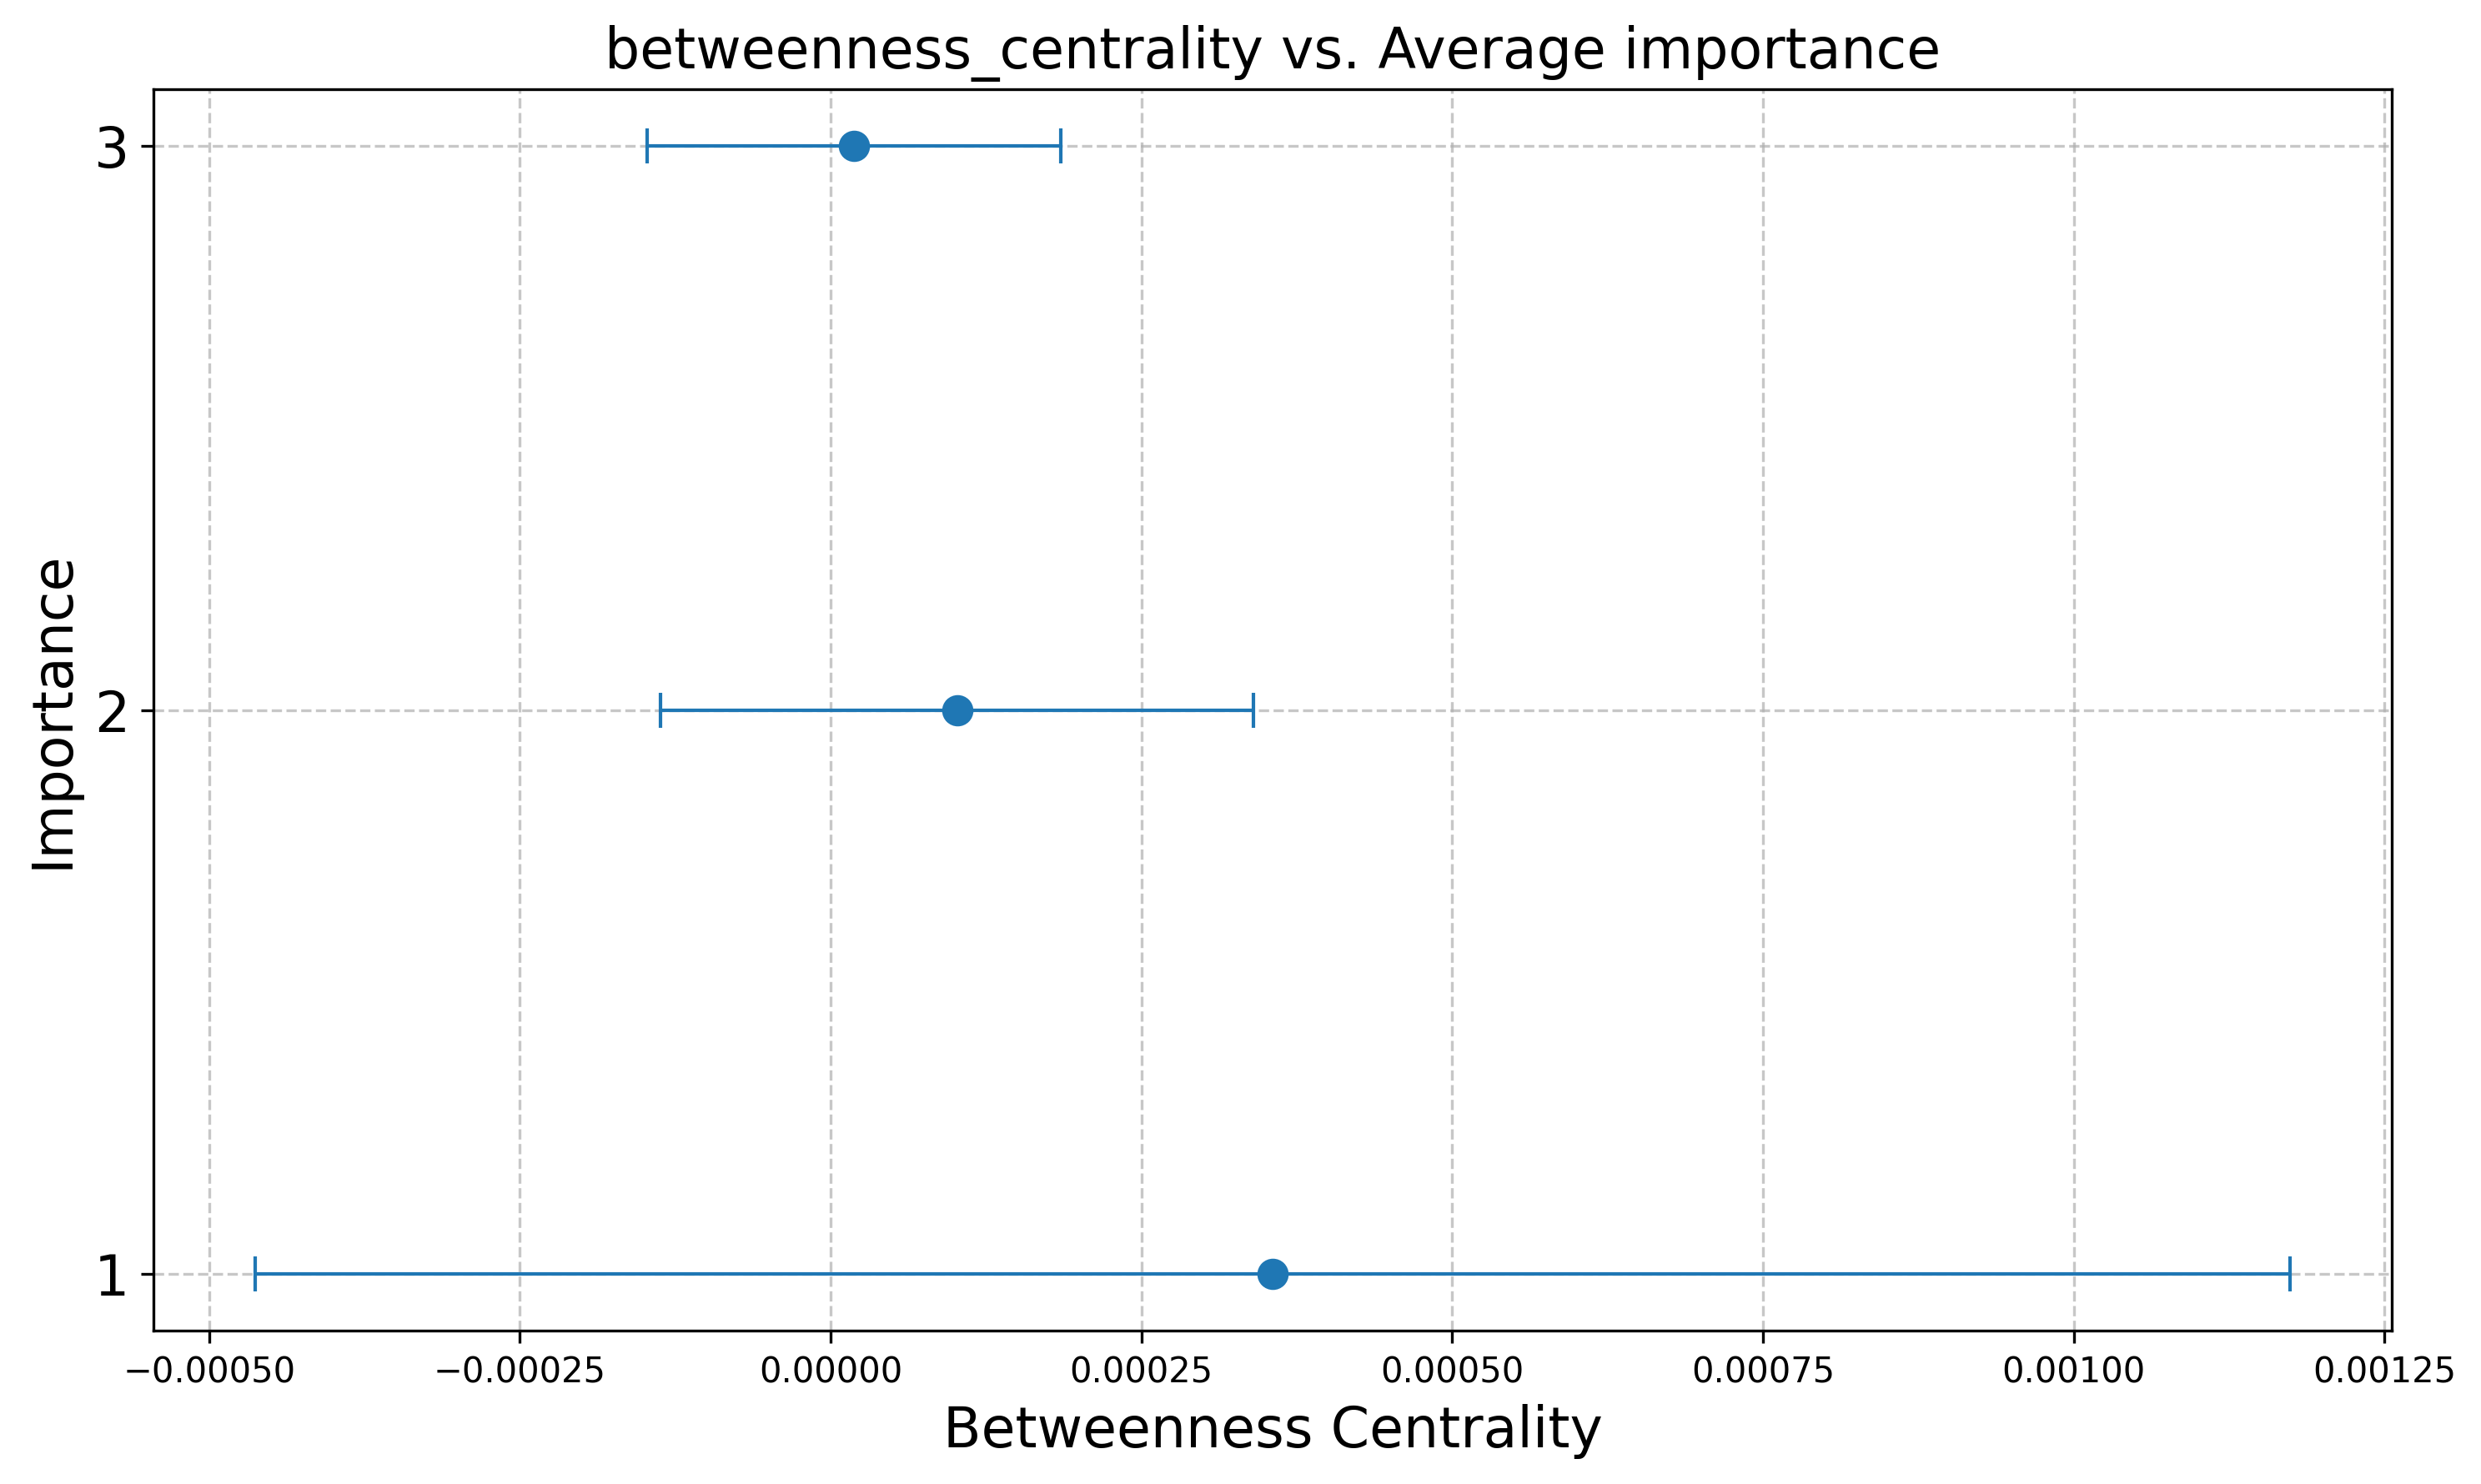 betweenness_centrality vs. Average importance
3
2
1
Importance
−0.00050 −0.00025 0.00000 0.00025 0.00050 0.00075 0.00100 0.00125
Betweenness Centrality